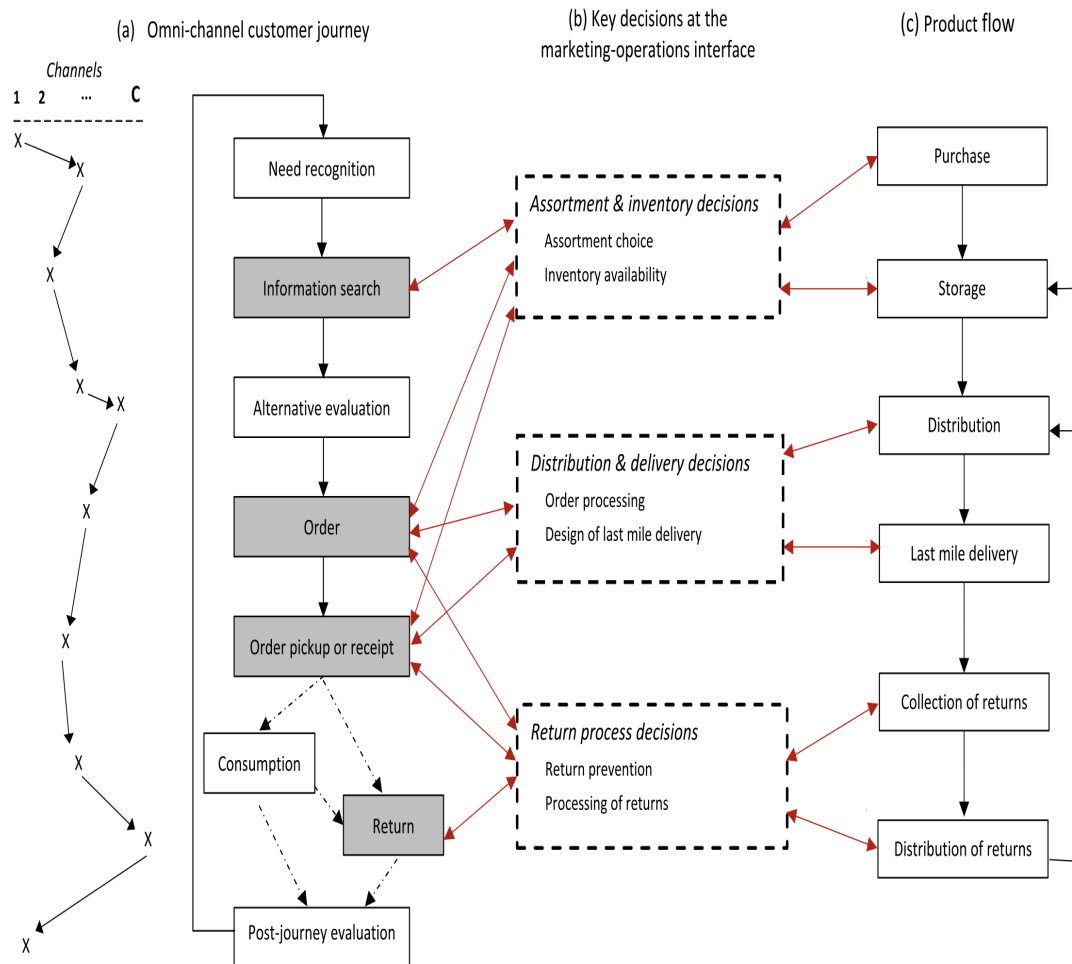 (a) Omni-channel customer journey
(b) Key decisions at the
marketing-operations interface
(c) Product flow
Channels
1 2 ... C
X
X
X
X
X
X
X
X
X
X
Need recognition
Information search
Alternative evaluation
Order
Order pickup or receipt
Consumption
Return
Post-journey evaluation
Assortment & inventory decisions
Assortment choice
Inventory availability
Distribution & delivery decisions
Order processing
Design of last mile delivery
Return process decisions
Return prevention
Processing of returns
Purchase
Storage
Distribution
Last mile delivery
Collection of returns
Distribution of returns